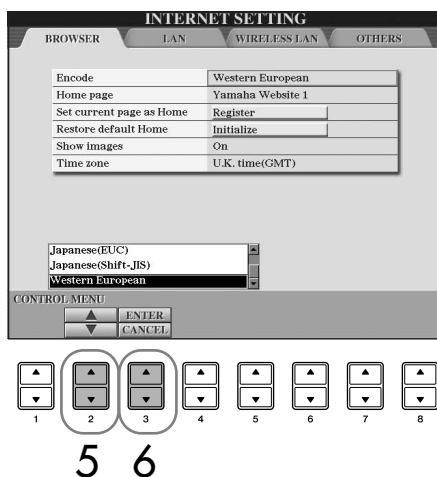 INTERNET SETTING
BROWSER LAN WIRELESS LAN OTHERS
Encode Western European
Home page Yamaha Website 1
Set current page as Home Register
Restore default Home Initialize
Show images On
Time zone U.K. time(GMT)
Japanese(EUC)
Japanese(Shift-JIS)
Western European
CONTROL MENU
ENTER
CANCEL
1 2 3 4 5 6 7 8
5 6